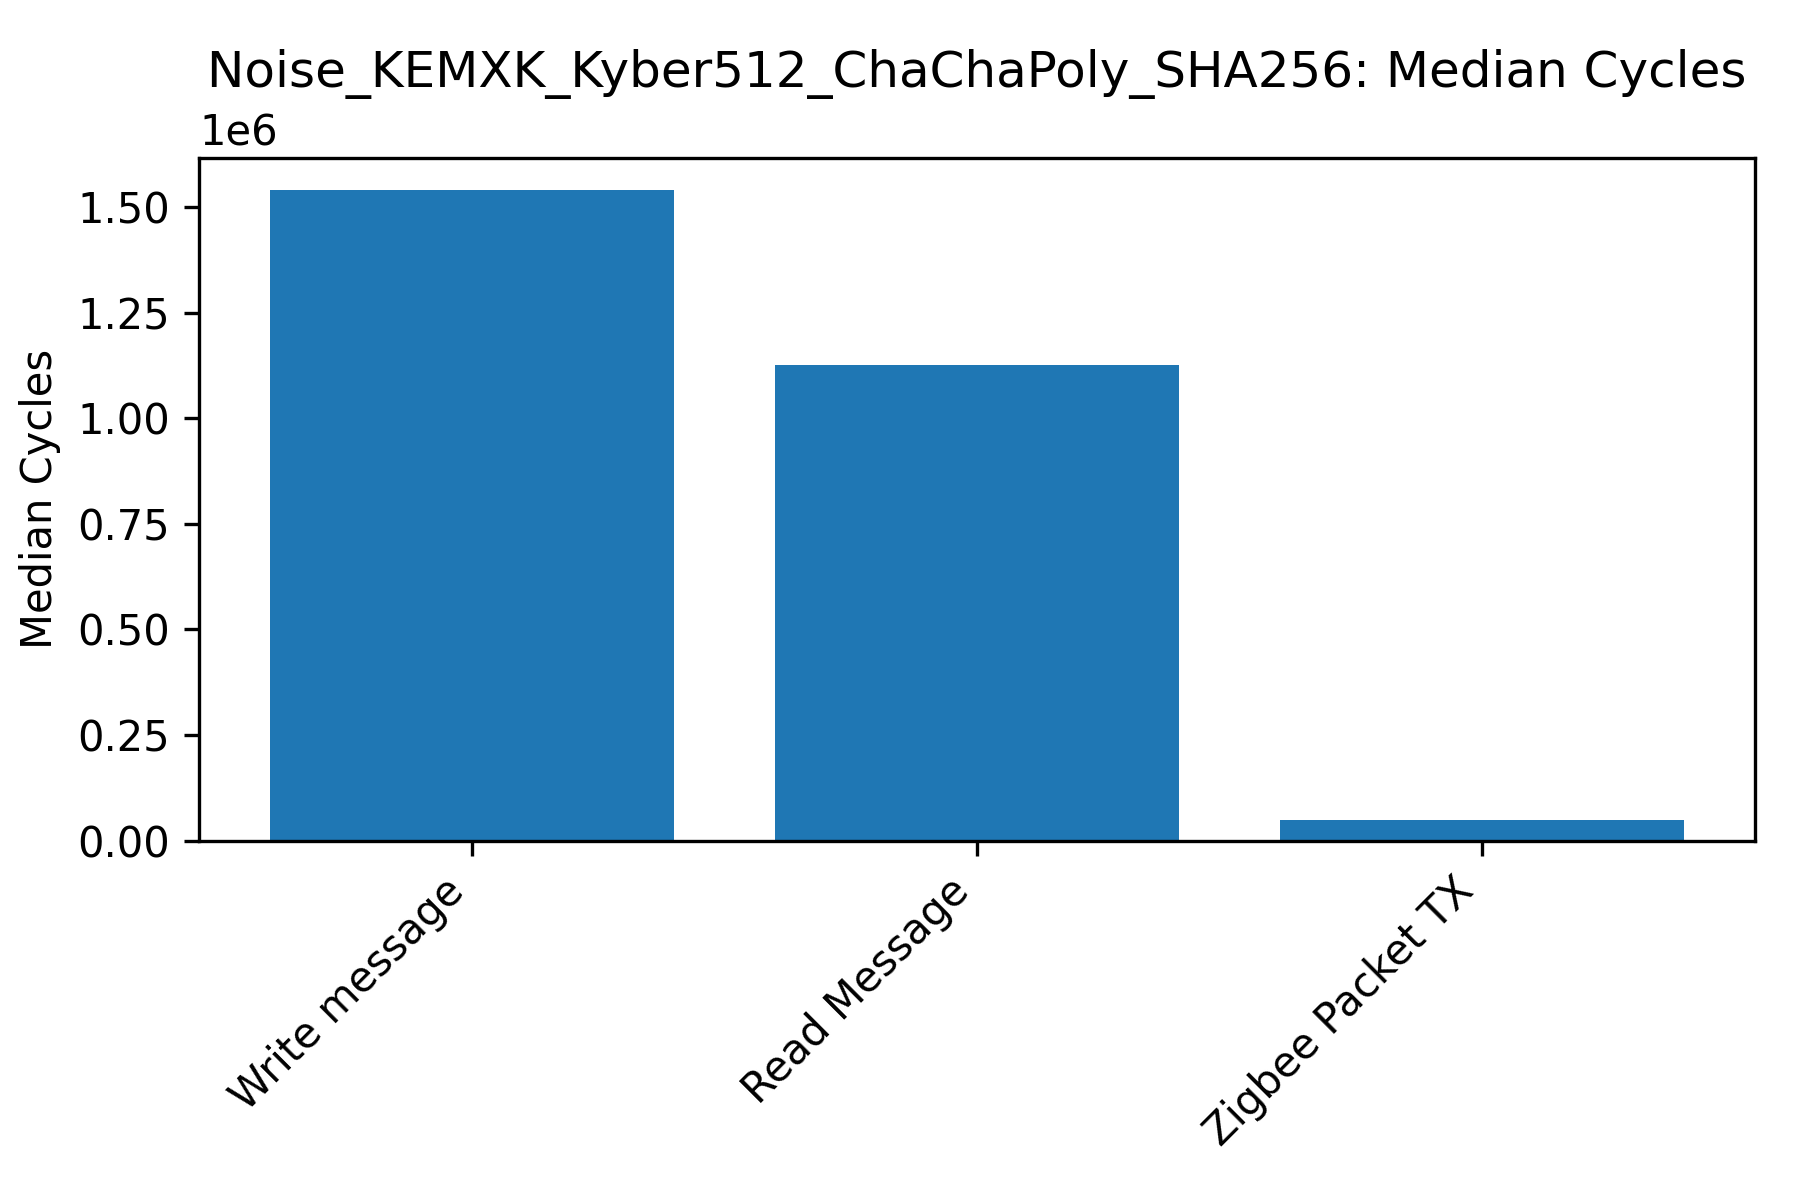 Noise_KEMXK_Kyber512_ChaChaPoly_SHA256: Median Cycles
1e6
1.50
1.25
1.00
0.75
0.50
0.25
0.00
Median Cycles
Write message
Read Message
Zigbee Packet TX